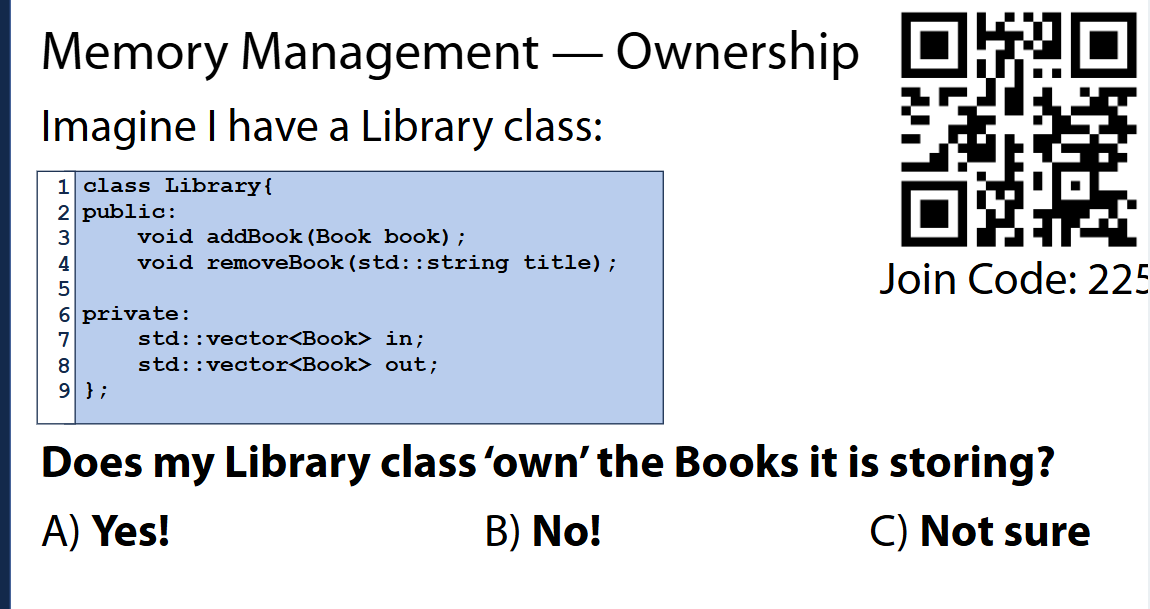 Memory Management — Ownership
Imagine I have a Library class:
1 class Library{
2 public:
3     void addBook(Book book);
4     void removeBook(std::string title);
5
6 private:
7     std::vector<Book> in;
8     std::vector<Book> out;
9 };
Join Code: 225
Does my Library class ‘own’ the Books it is storing?
A) Yes!
B) No!
C) Not sure